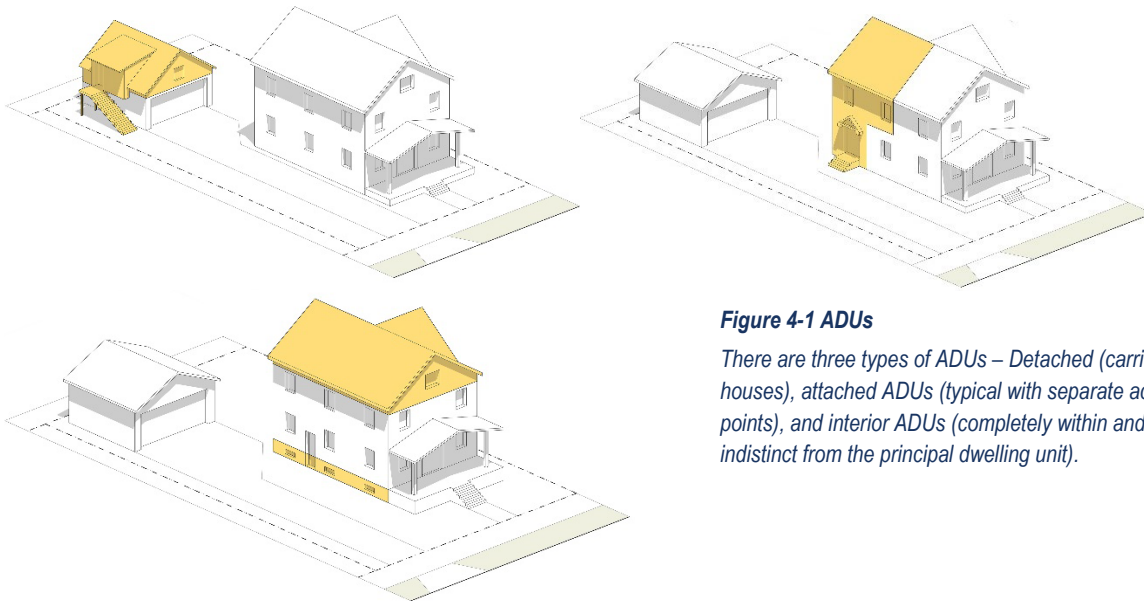 Figure 4-1 ADUs
There are three types of ADUs – Detached (carri
houses), attached ADUs (typical with separate ac
points), and interior ADUs (completely within and
indistinct from the principal dwelling unit).